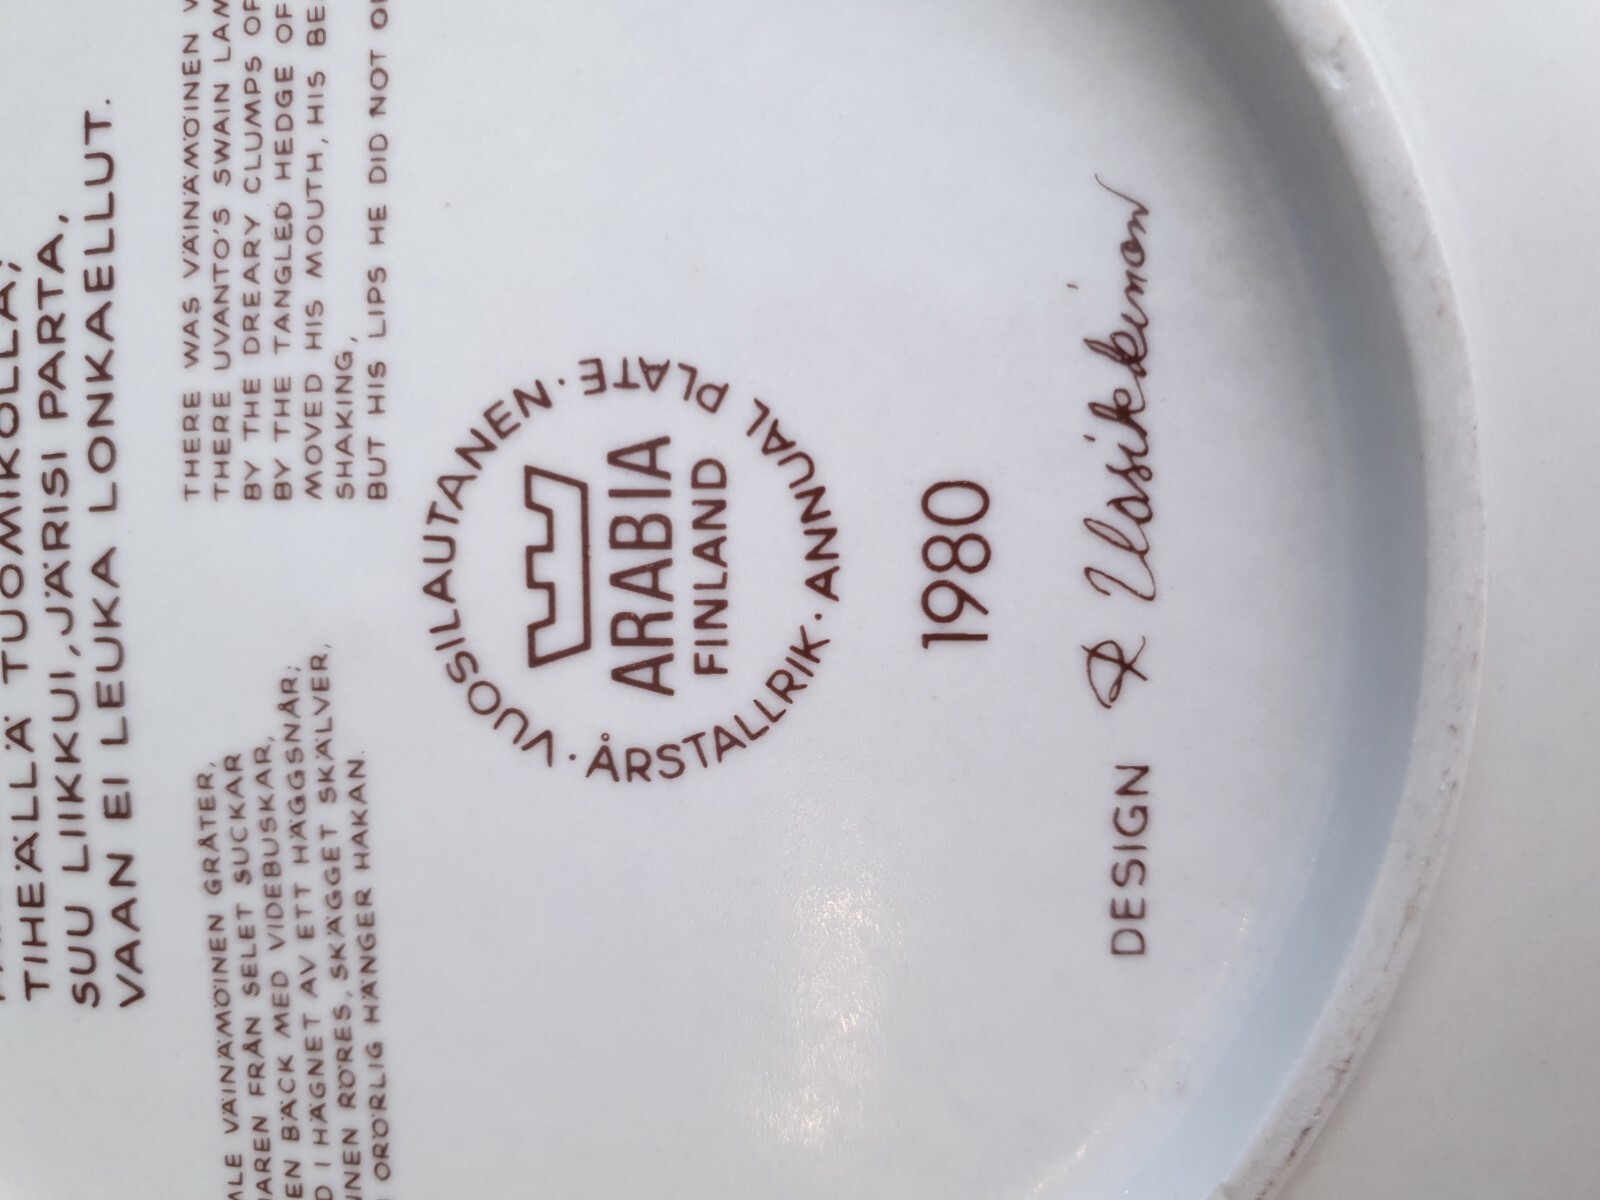 TIHEÄLLÄ TUOMIKOLLA;
SUU LIIKKUI, JÄRISI PARTA,
VAAN EI LEUKA LONKAELLUT.
VÄINÄMÖINEN GRÅTER,
FRÅN SELET SUCKAR
BÄCK MED VIDEBUSKAR,
I HÄGNET AV ETT HÄGGSNÅR;
RÖRES, SKÄGGET SKÄLVER,
ORÖRLIG HÄNGER HAKAN.
THERE WAS VÄINÄMÖINEN
THERE UVANTO'S SWAIN
BY THE DREARY CLUMPS
BY THE TANGLED HEDGE OF
MOVED HIS MOUTH, HIS
SHAKING,
BUT HIS LIPS HE DID NOT
VUOSILAUTANEN · ÅRSTALLRIK · ANNUAL PLATE ·
ARABIA
FINLAND
1980
DESIGN R Uosikkinen